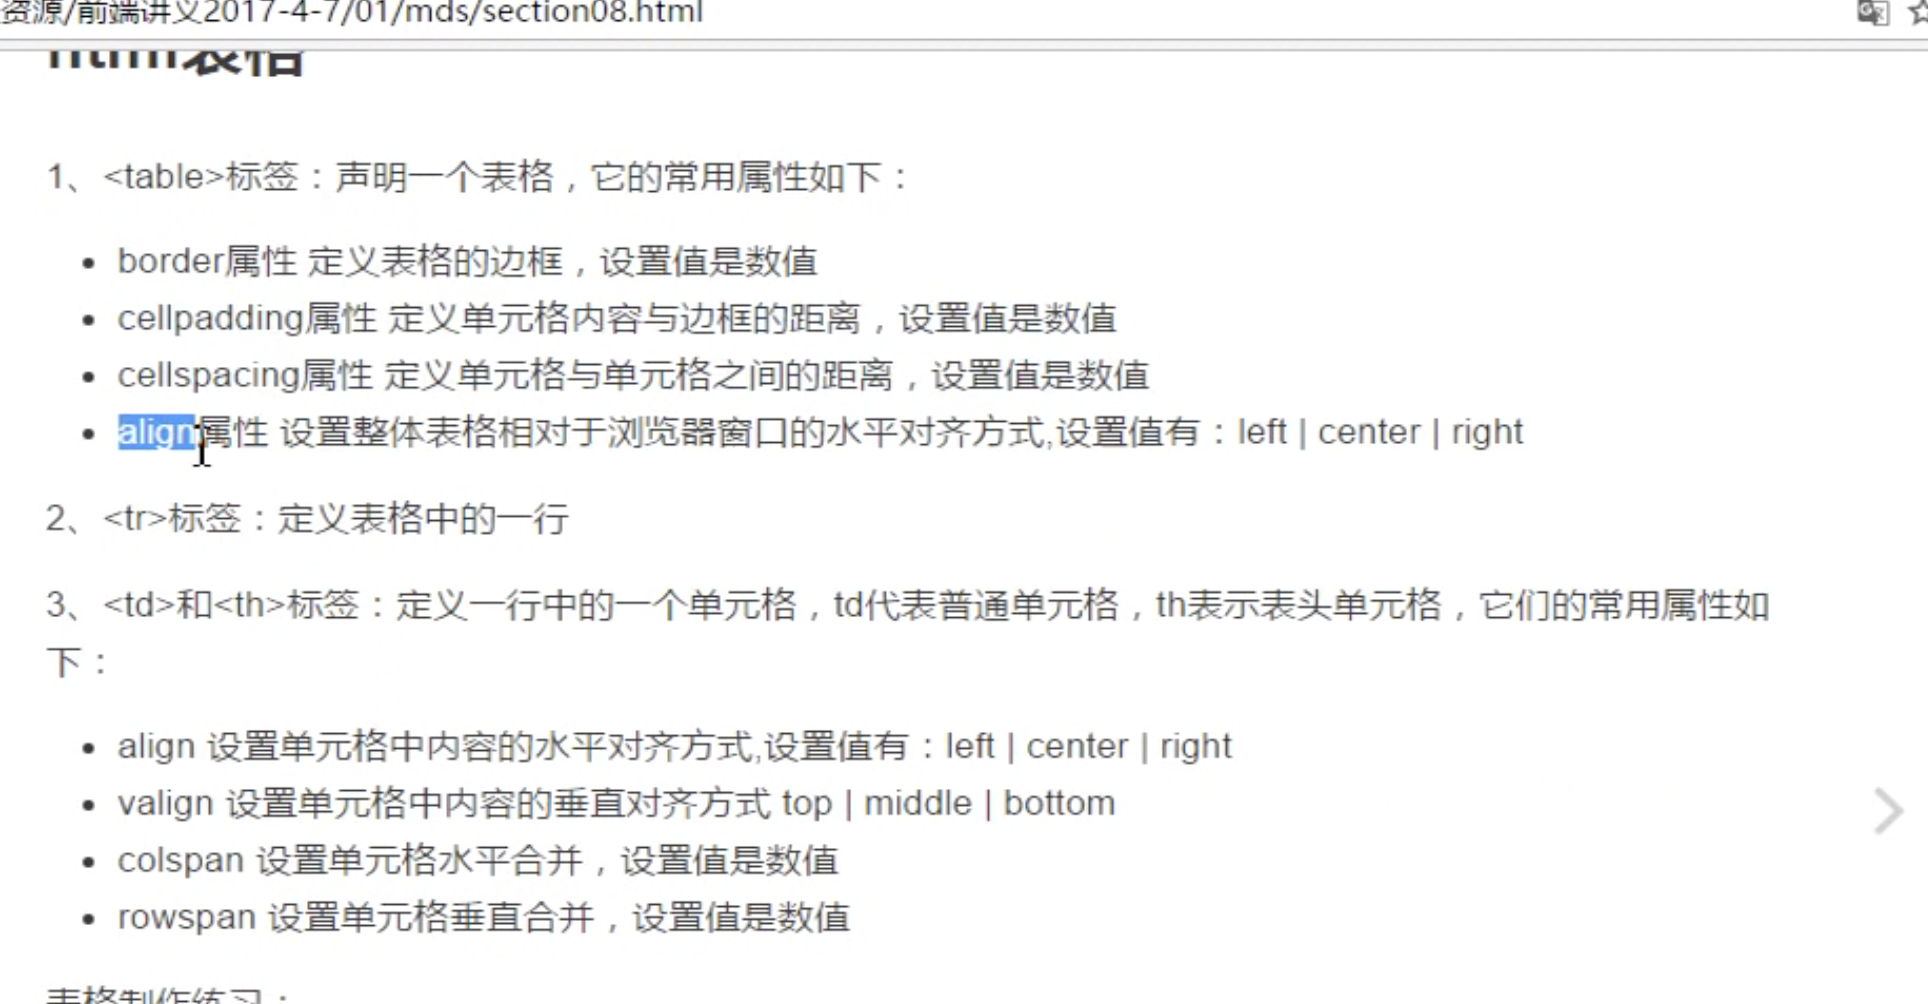 资源/前端讲义2017-4-7/01/mds/section08.html
html表格
1、<table>标签：声明一个表格，它的常用属性如下：
border属性 定义表格的边框，设置值是数值
cellpadding属性 定义单元格内容与边框的距离，设置值是数值
cellspacing属性 定义单元格与单元格之间的距离，设置值是数值
align属性 设置整体表格相对于浏览器窗口的水平对齐方式,设置值有：left | center | right
2、<tr>标签：定义表格中的一行
3、<td>和<th>标签：定义一行中的一个单元格，td代表普通单元格，th表示表头单元格，它们的常用属性如
下：
align 设置单元格中内容的水平对齐方式,设置值有：left | center | right
valign 设置单元格中内容的垂直对齐方式 top | middle | bottom
colspan 设置单元格水平合并，设置值是数值
rowspan 设置单元格垂直合并，设置值是数值
表格制作练习：